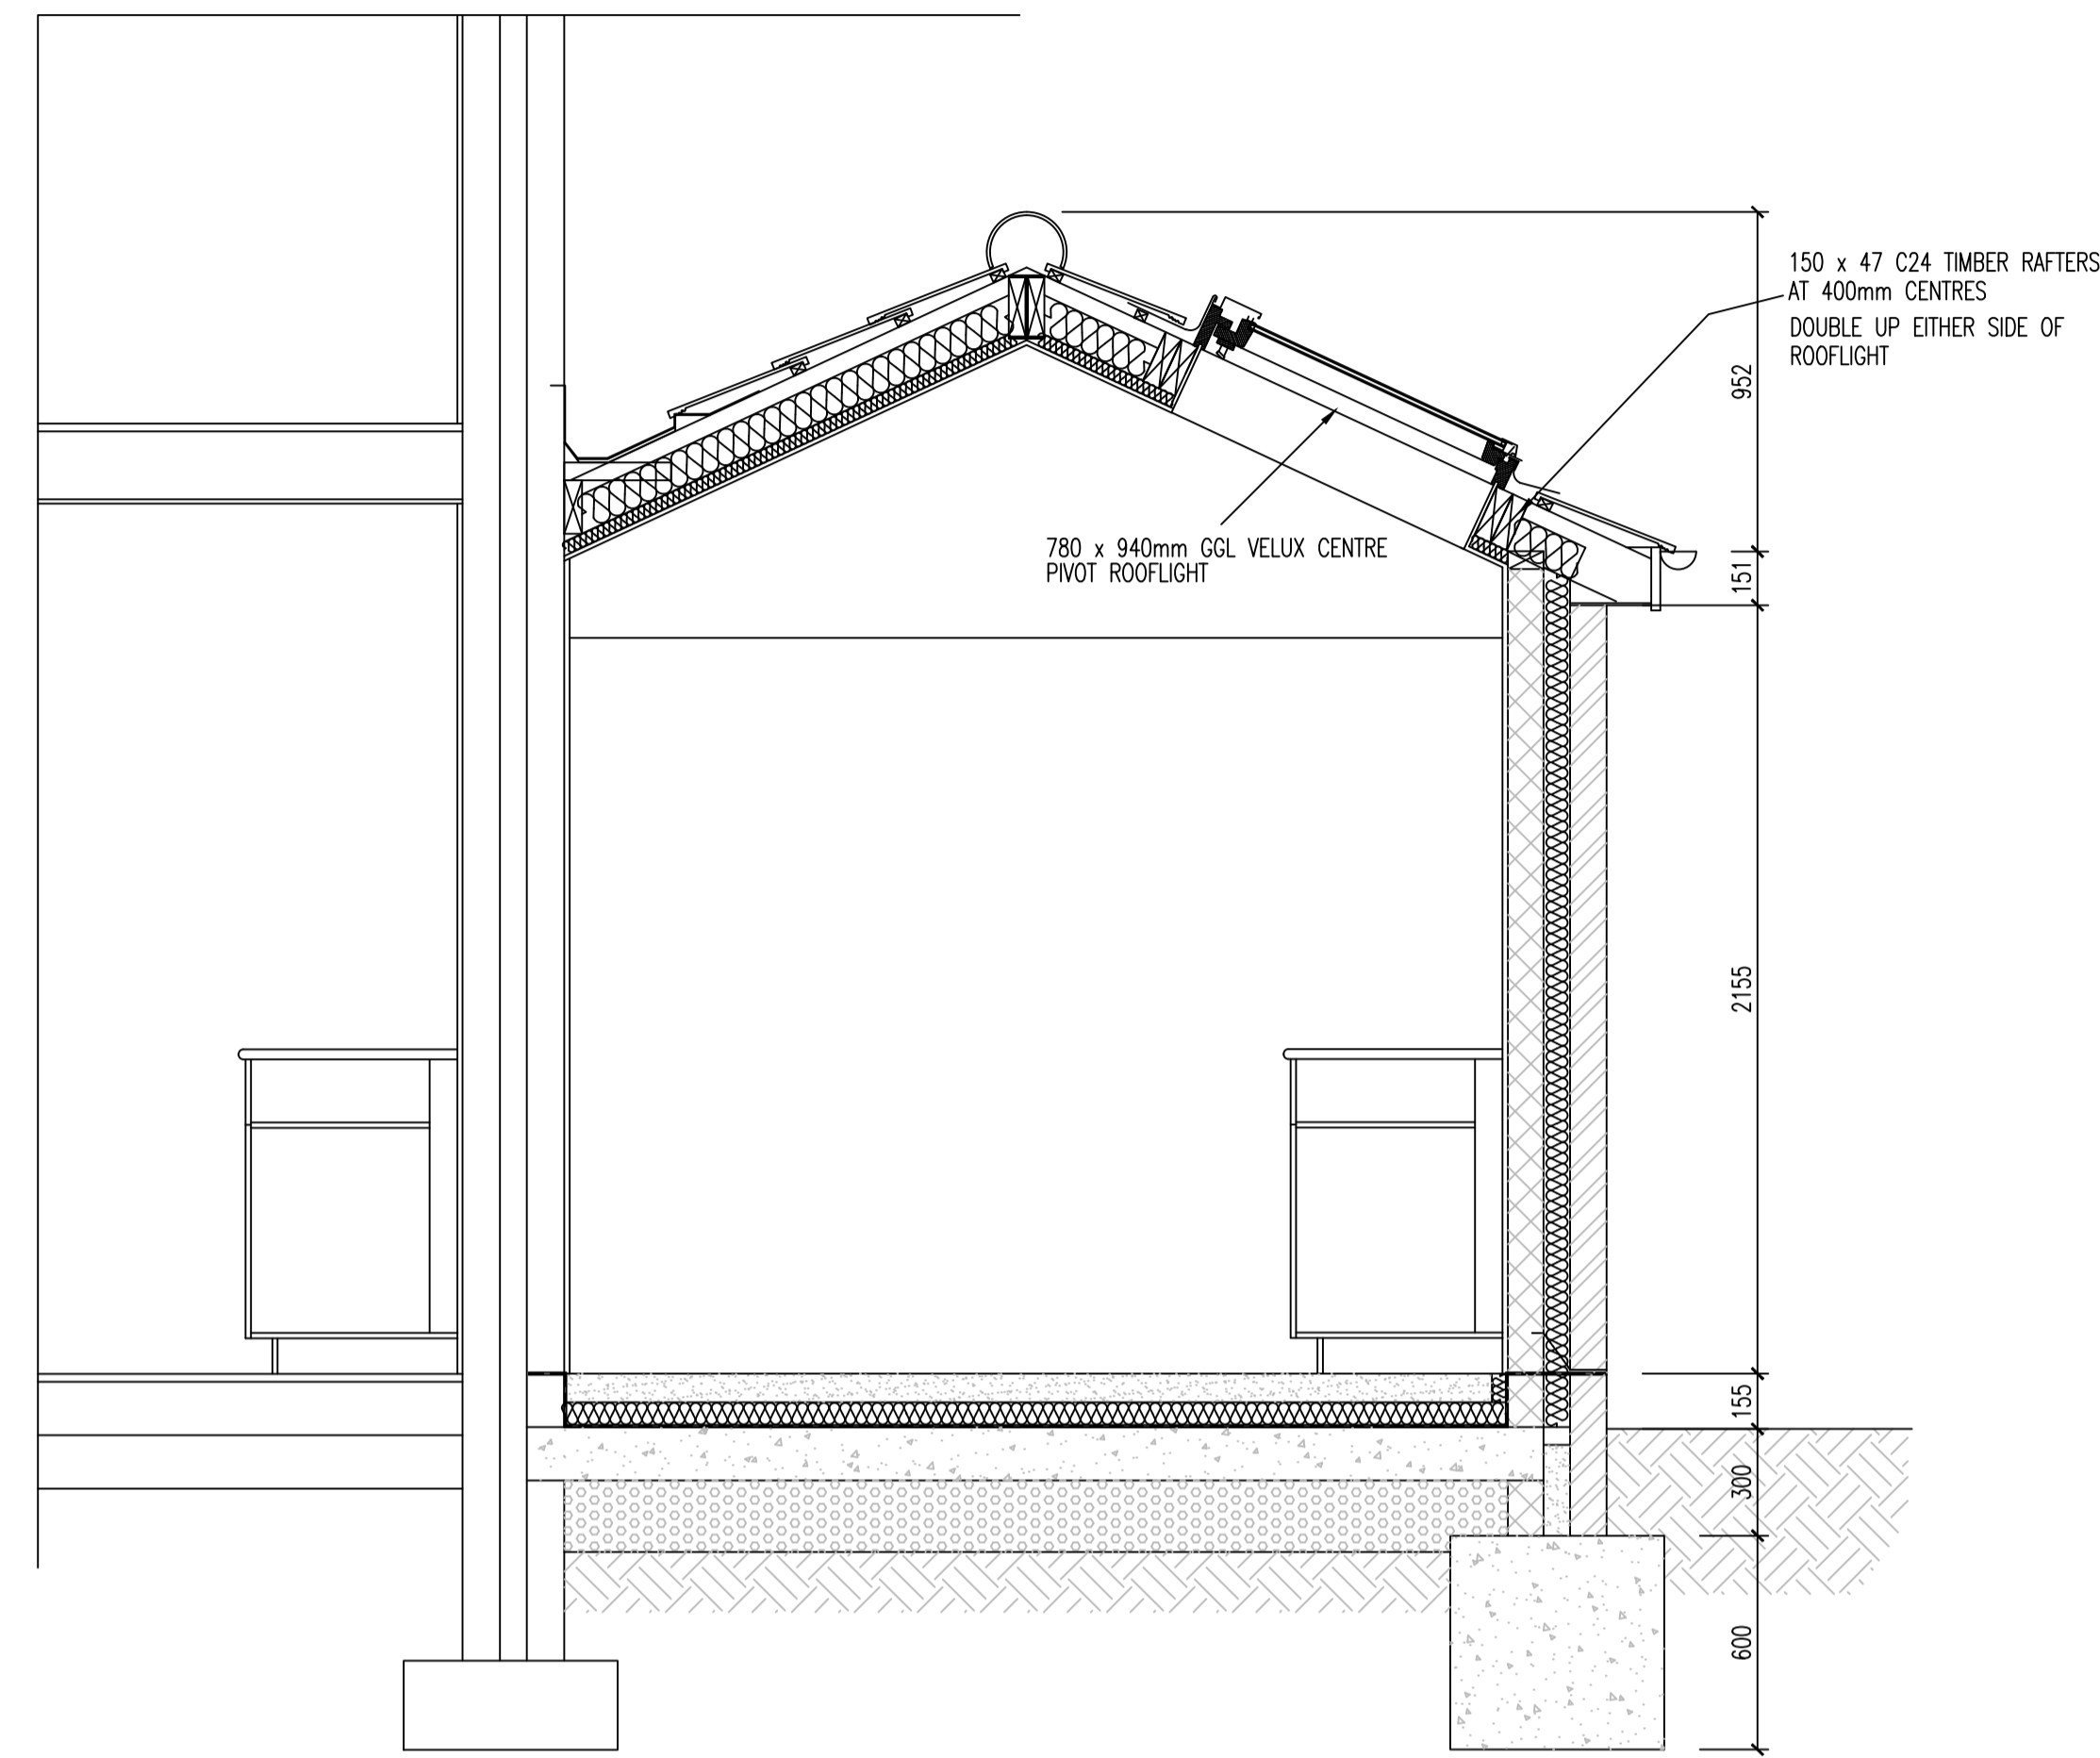 150 x 47 C24 TIMBER RAFTERS
AT 400mm CENTRES
DOUBLE UP EITHER SIDE OF
ROOFLIGHT
952
780 x 940mm GGL VELUX CENTRE
PIVOT ROOFLIGHT
151
2155
155
300
600